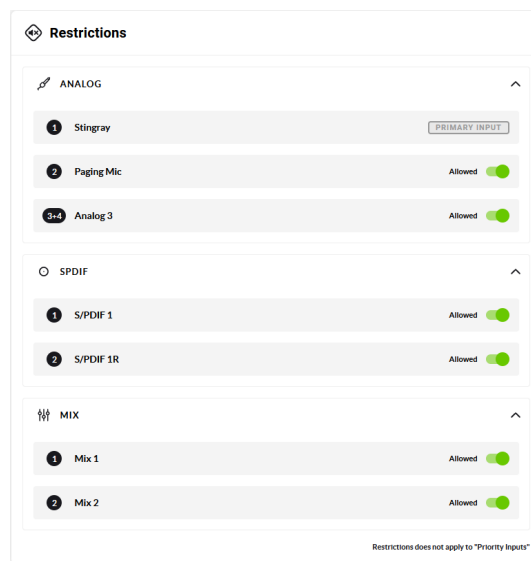 Restrictions
ANALOG
1 Stingray PRIMARY INPUT
2 Paging Mic Allowed
3+4 Analog 3 Allowed
SPDIF
1 S/PDIF 1 Allowed
2 S/PDIF 1R Allowed
MIX
1 Mix 1 Allowed
2 Mix 2 Allowed
Restrictions does not apply to "Priority Inputs"